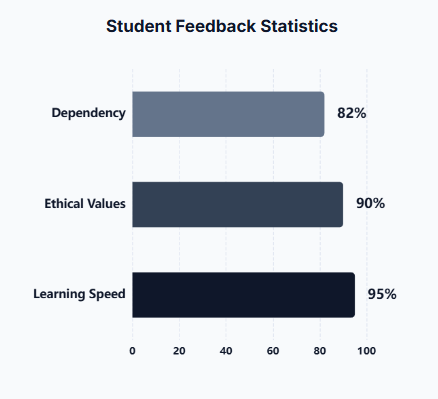 Student Feedback Statistics
Dependency 82%
Ethical Values 90%
Learning Speed 95%
0 20 40 60 80 100